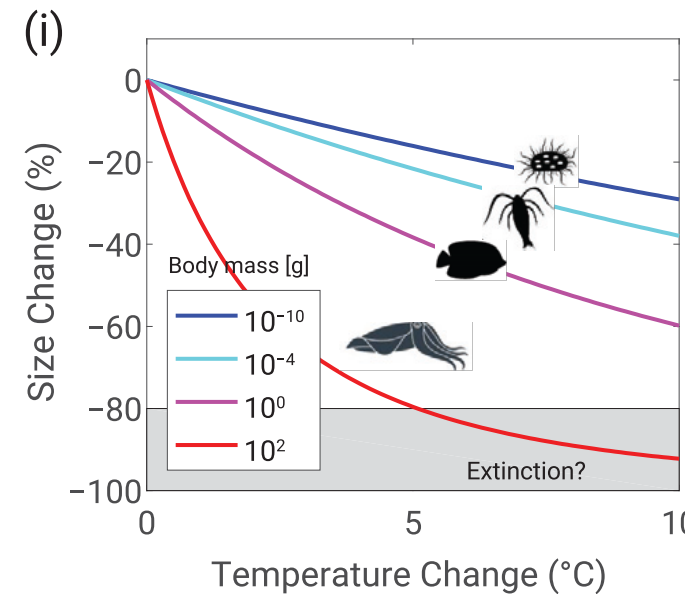 (i)
Size Change (%)
0
−20
−40
−60
−80
−100
Body mass [g]
10⁻¹⁰
10⁻⁴
10⁰
10²
Extinction?
0
5
10
Temperature Change (°C)